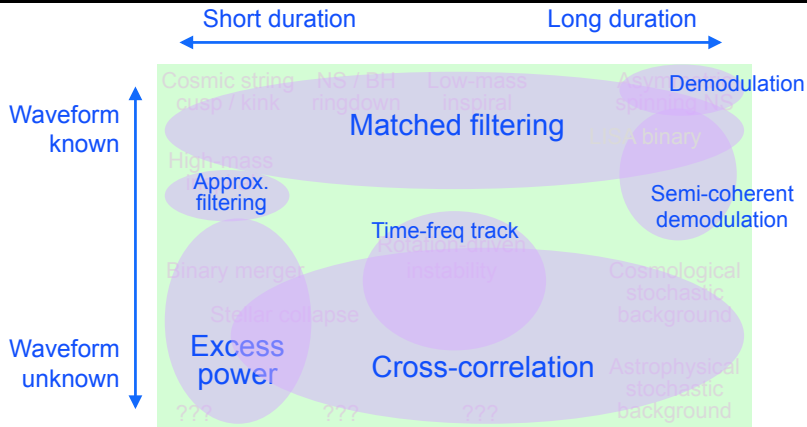 Short duration
Long duration
Waveform
known
Cosmic string
cusp / kink
NS / BH
ringdown
Low-mass
inspiral
spinning NS
Demodulation
Matched filtering
LISA binary
High-mass
Approx.
filtering
Semi-coherent
demodulation
Time-freq track
Rotation-driven
instability
Binary merger
Cosmological
stochastic
background
Stellar collapse
Waveform
unknown
Excess
power
Cross-correlation
Astrophysical
stochastic
background
???
???
???